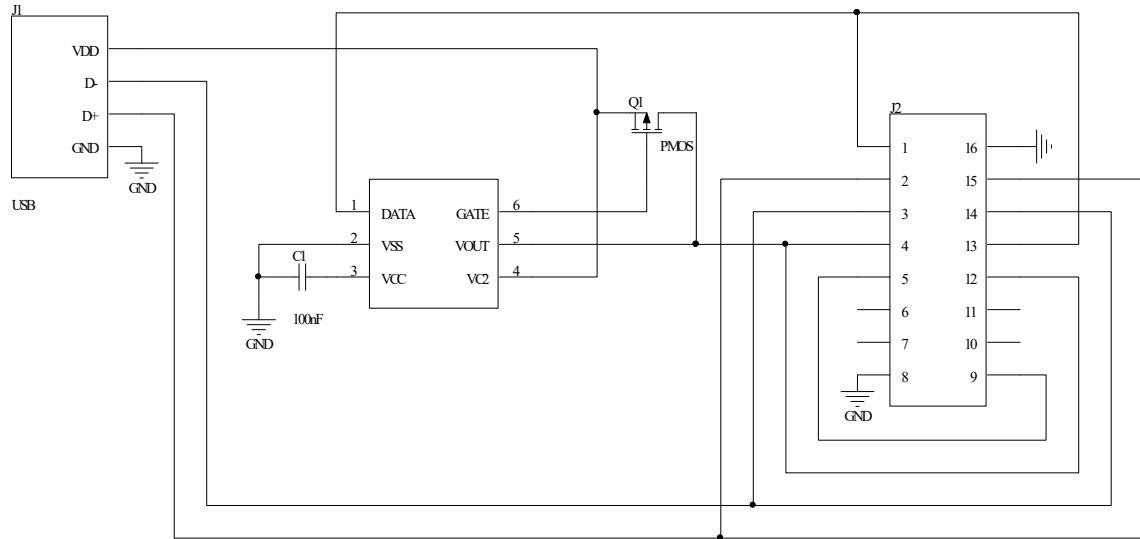 J1
VDD
D-
D+
GND
GND
USB
Q1
PMOS
1 DATA GATE 6
2 VSS VOUT 5
3 VCC VC2 4
C1
100nF
GND
J2
1 16
2 15
3 14
4 13
5 12
6 11
7 10
8 9
GND